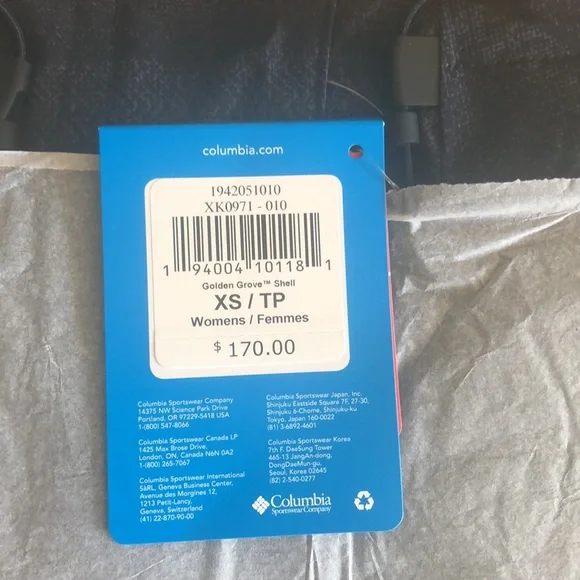 columbia.com
1942051010
XK0971 - 010
1 94004 10118 1
Golden Grove™ Shell
XS / TP
Womens / Femmes
$ 170.00
Columbia Sportswear Company
14375 NW Science Park Drive
Portland, OR 97229-5418 USA
1-(800) 547-8066
Columbia Sportswear Canada LP
1425 Max Brose Drive,
London, ON, Canada N6N 0A2
1-(800) 265-7067
Columbia Sportswear International
SàRL, Geneva Business Center,
Avenue des Morgines 12,
1213 Petit-Lancy,
Geneva, Switzerland
(41) 22-870-90-00
Columbia Sportswear Japan, Inc.
Shinjuku Eastside Square 7F, 27-30,
Shinjuku 6-Chome, Shinjuku-ku
Tokyo, Japan 160-0022
(81) 3-6892-4601
Columbia Sportswear Korea
7th F. DaeSung Tower
465-13 JangAn-dong,
DongDaeMun-gu,
Seoul, Korea 02645
(82) 2-540-0277
Columbia
Sportswear Company